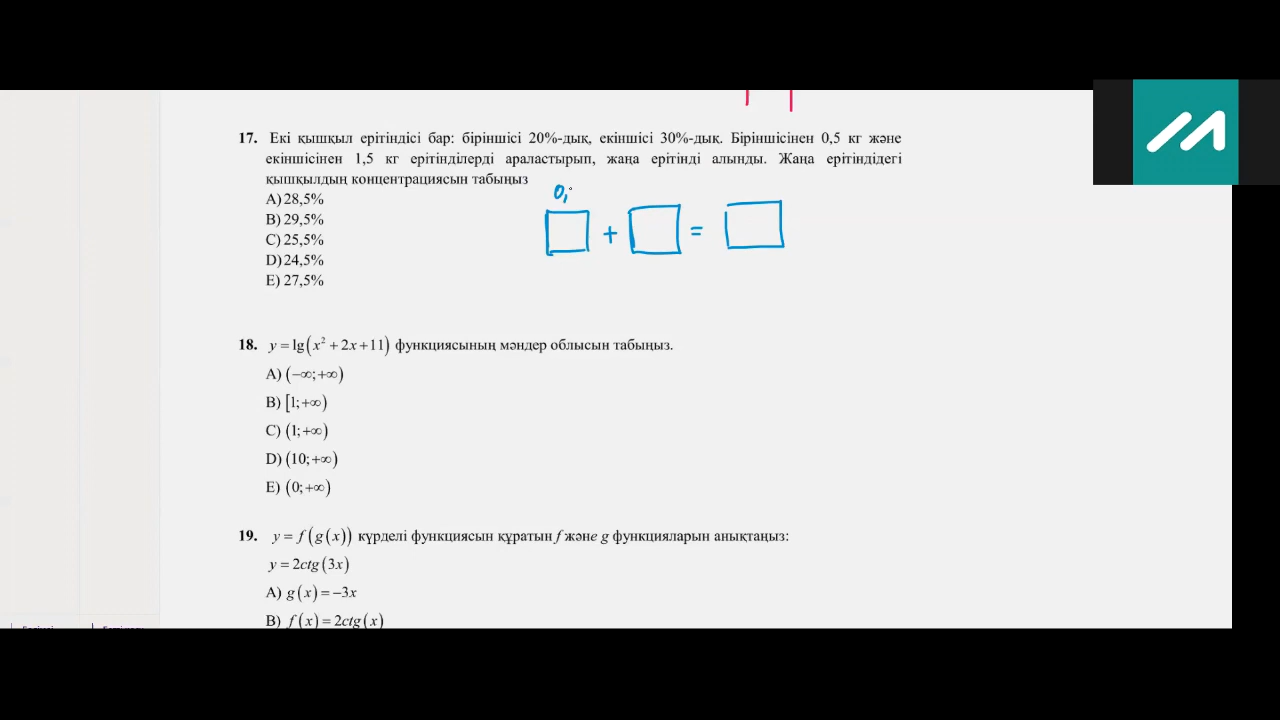 17. Екі қышқыл ерітіндісі бар: біріншісі 20%-дық, екіншісі 30%-дық. Біріншісінен 0,5 кг және
екіншісінен 1,5 кг ерітінділерді араластырып, жаңа ерітінді алынды. Жаңа ерітіндідегі
қышқылдың концентрациясын табыңыз
A) 28,5%
B) 29,5%
C) 25,5%
D) 24,5%
E) 27,5%
0,
+ =
18. y = lg(x² + 2x + 11) функциясының мәндер облысын табыңыз.
A) (−∞; +∞)
B) [1; +∞)
C) (1; +∞)
D) (10; +∞)
E) (0; +∞)
19. y = f(g(x)) күрделі функциясын құратын f және g функцияларын анықтаңыз:
y = 2ctg(3x)
A) g(x) = −3x
B) f(x) = 2ctg(x)